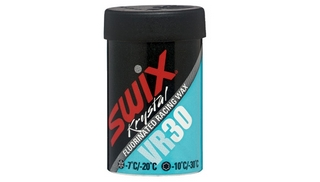 SWIX
Krystal
FLUORINATED RACING WAX
VR30
-7°C/-20°C -10°C/-30°C